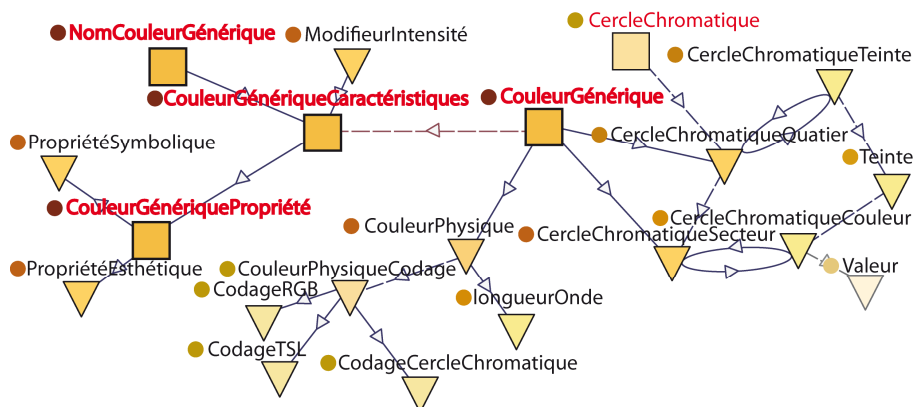 CercleChromatique
NomCouleurGénérique
ModifieurIntensité
CercleChromatiqueTeinte
CouleurGénériqueCaractéristiques
CouleurGénérique
CercleChromatiqueQuatier
PropriétéSymbolique
Teinte
CouleurGénériquePropriété
CercleChromatiqueCouleur
CouleurPhysique
CercleChromatiqueSecteur
PropriétéEsthétique
CouleurPhysiqueCodage
Valeur
CodageRGB
longueurOnde
CodageTSL
CodageCercleChromatique